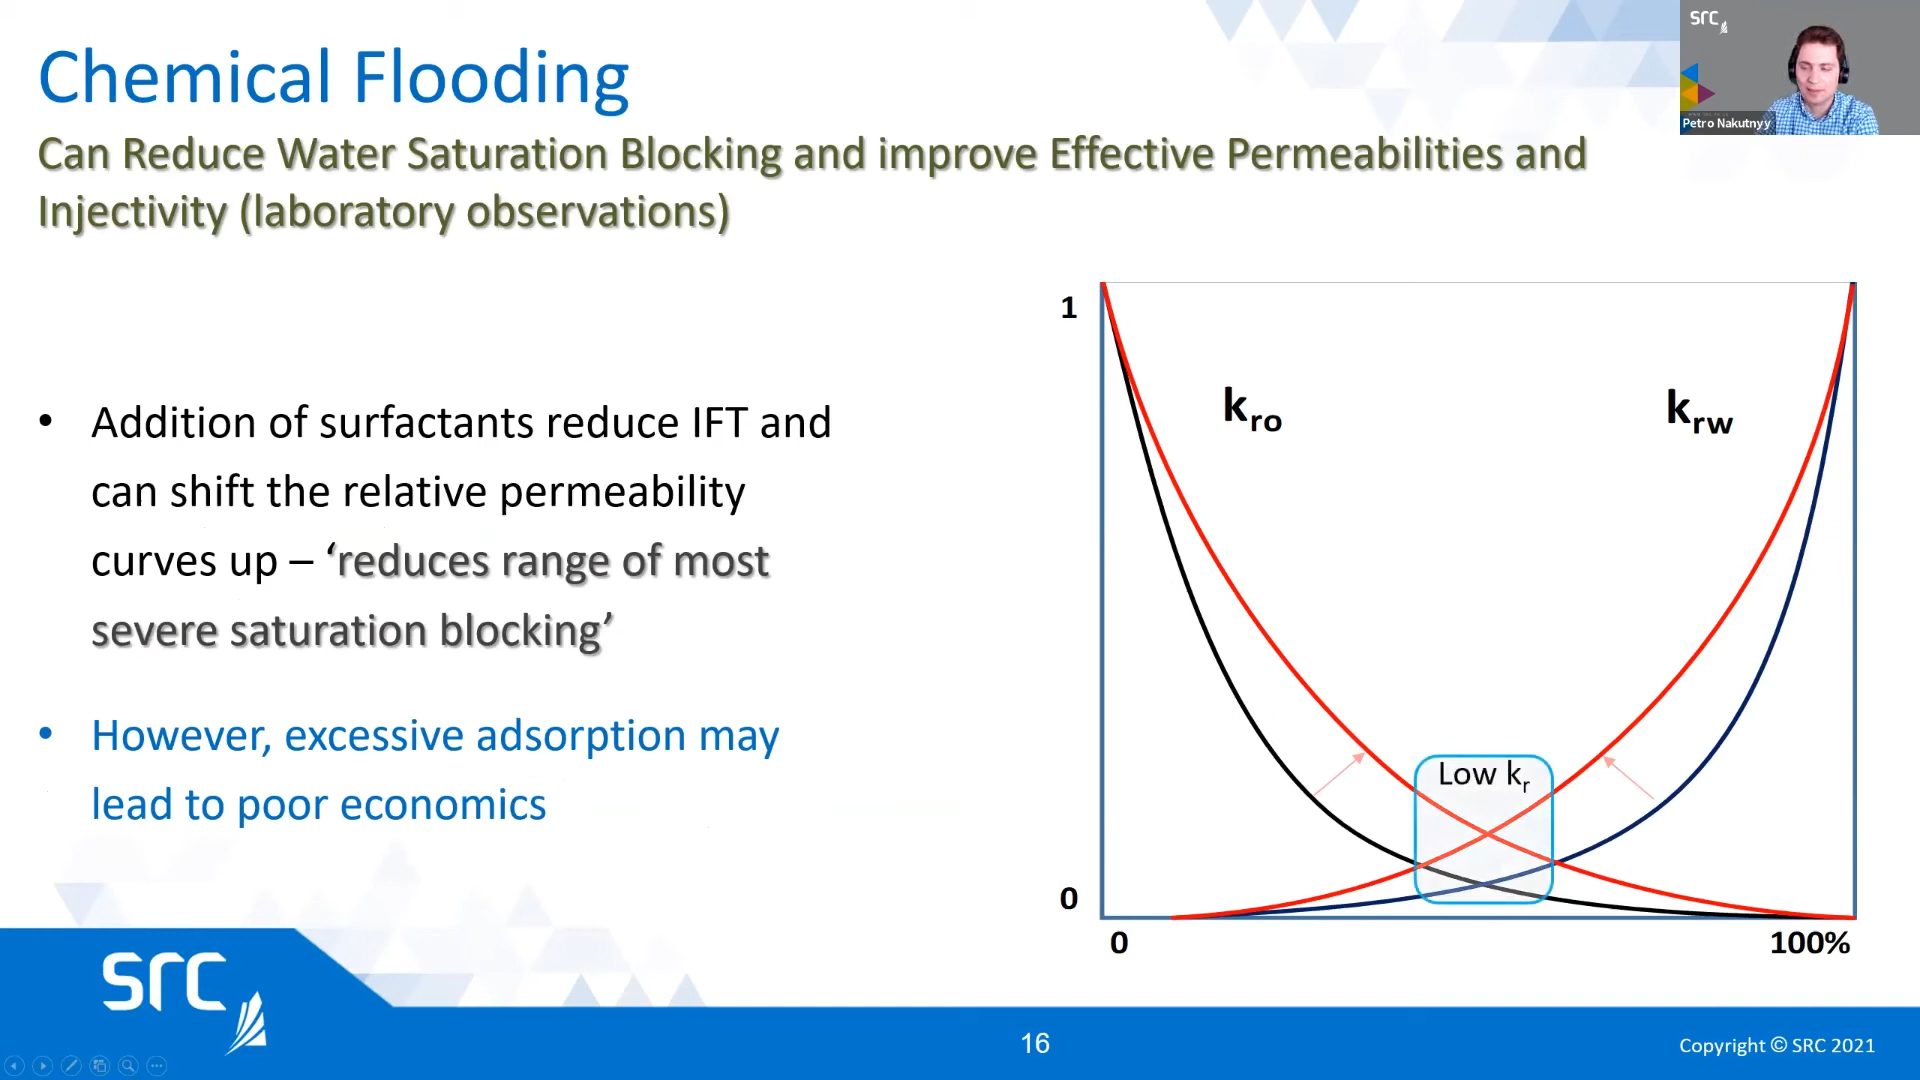 Chemical Flooding
Can Reduce Water Saturation Blocking and improve Effective Permeabilities and
Injectivity (laboratory observations)
src
Petro Nakutnyy
• Addition of surfactants reduce IFT and
can shift the relative permeability
curves up – ‘reduces range of most
severe saturation blocking’
• However, excessive adsorption may
lead to poor economics
1
kro
krw
Low kr
0
0
100%
src
16
Copyright © SRC 2021